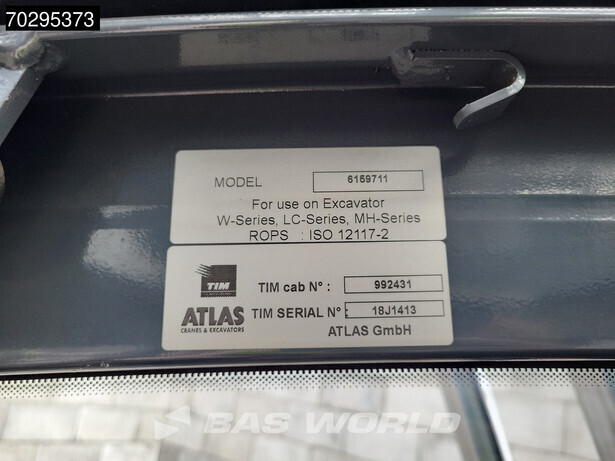 70295373
MODEL 6159711
For use on Excavator
W-Series, LC-Series, MH-Series
ROPS : ISO 12117-2
TIM
TIM cab N° : 992431
ATLAS
CRANES & EXCAVATORS
TIM SERIAL N° : 18J1413
ATLAS GmbH
BAS WORLD